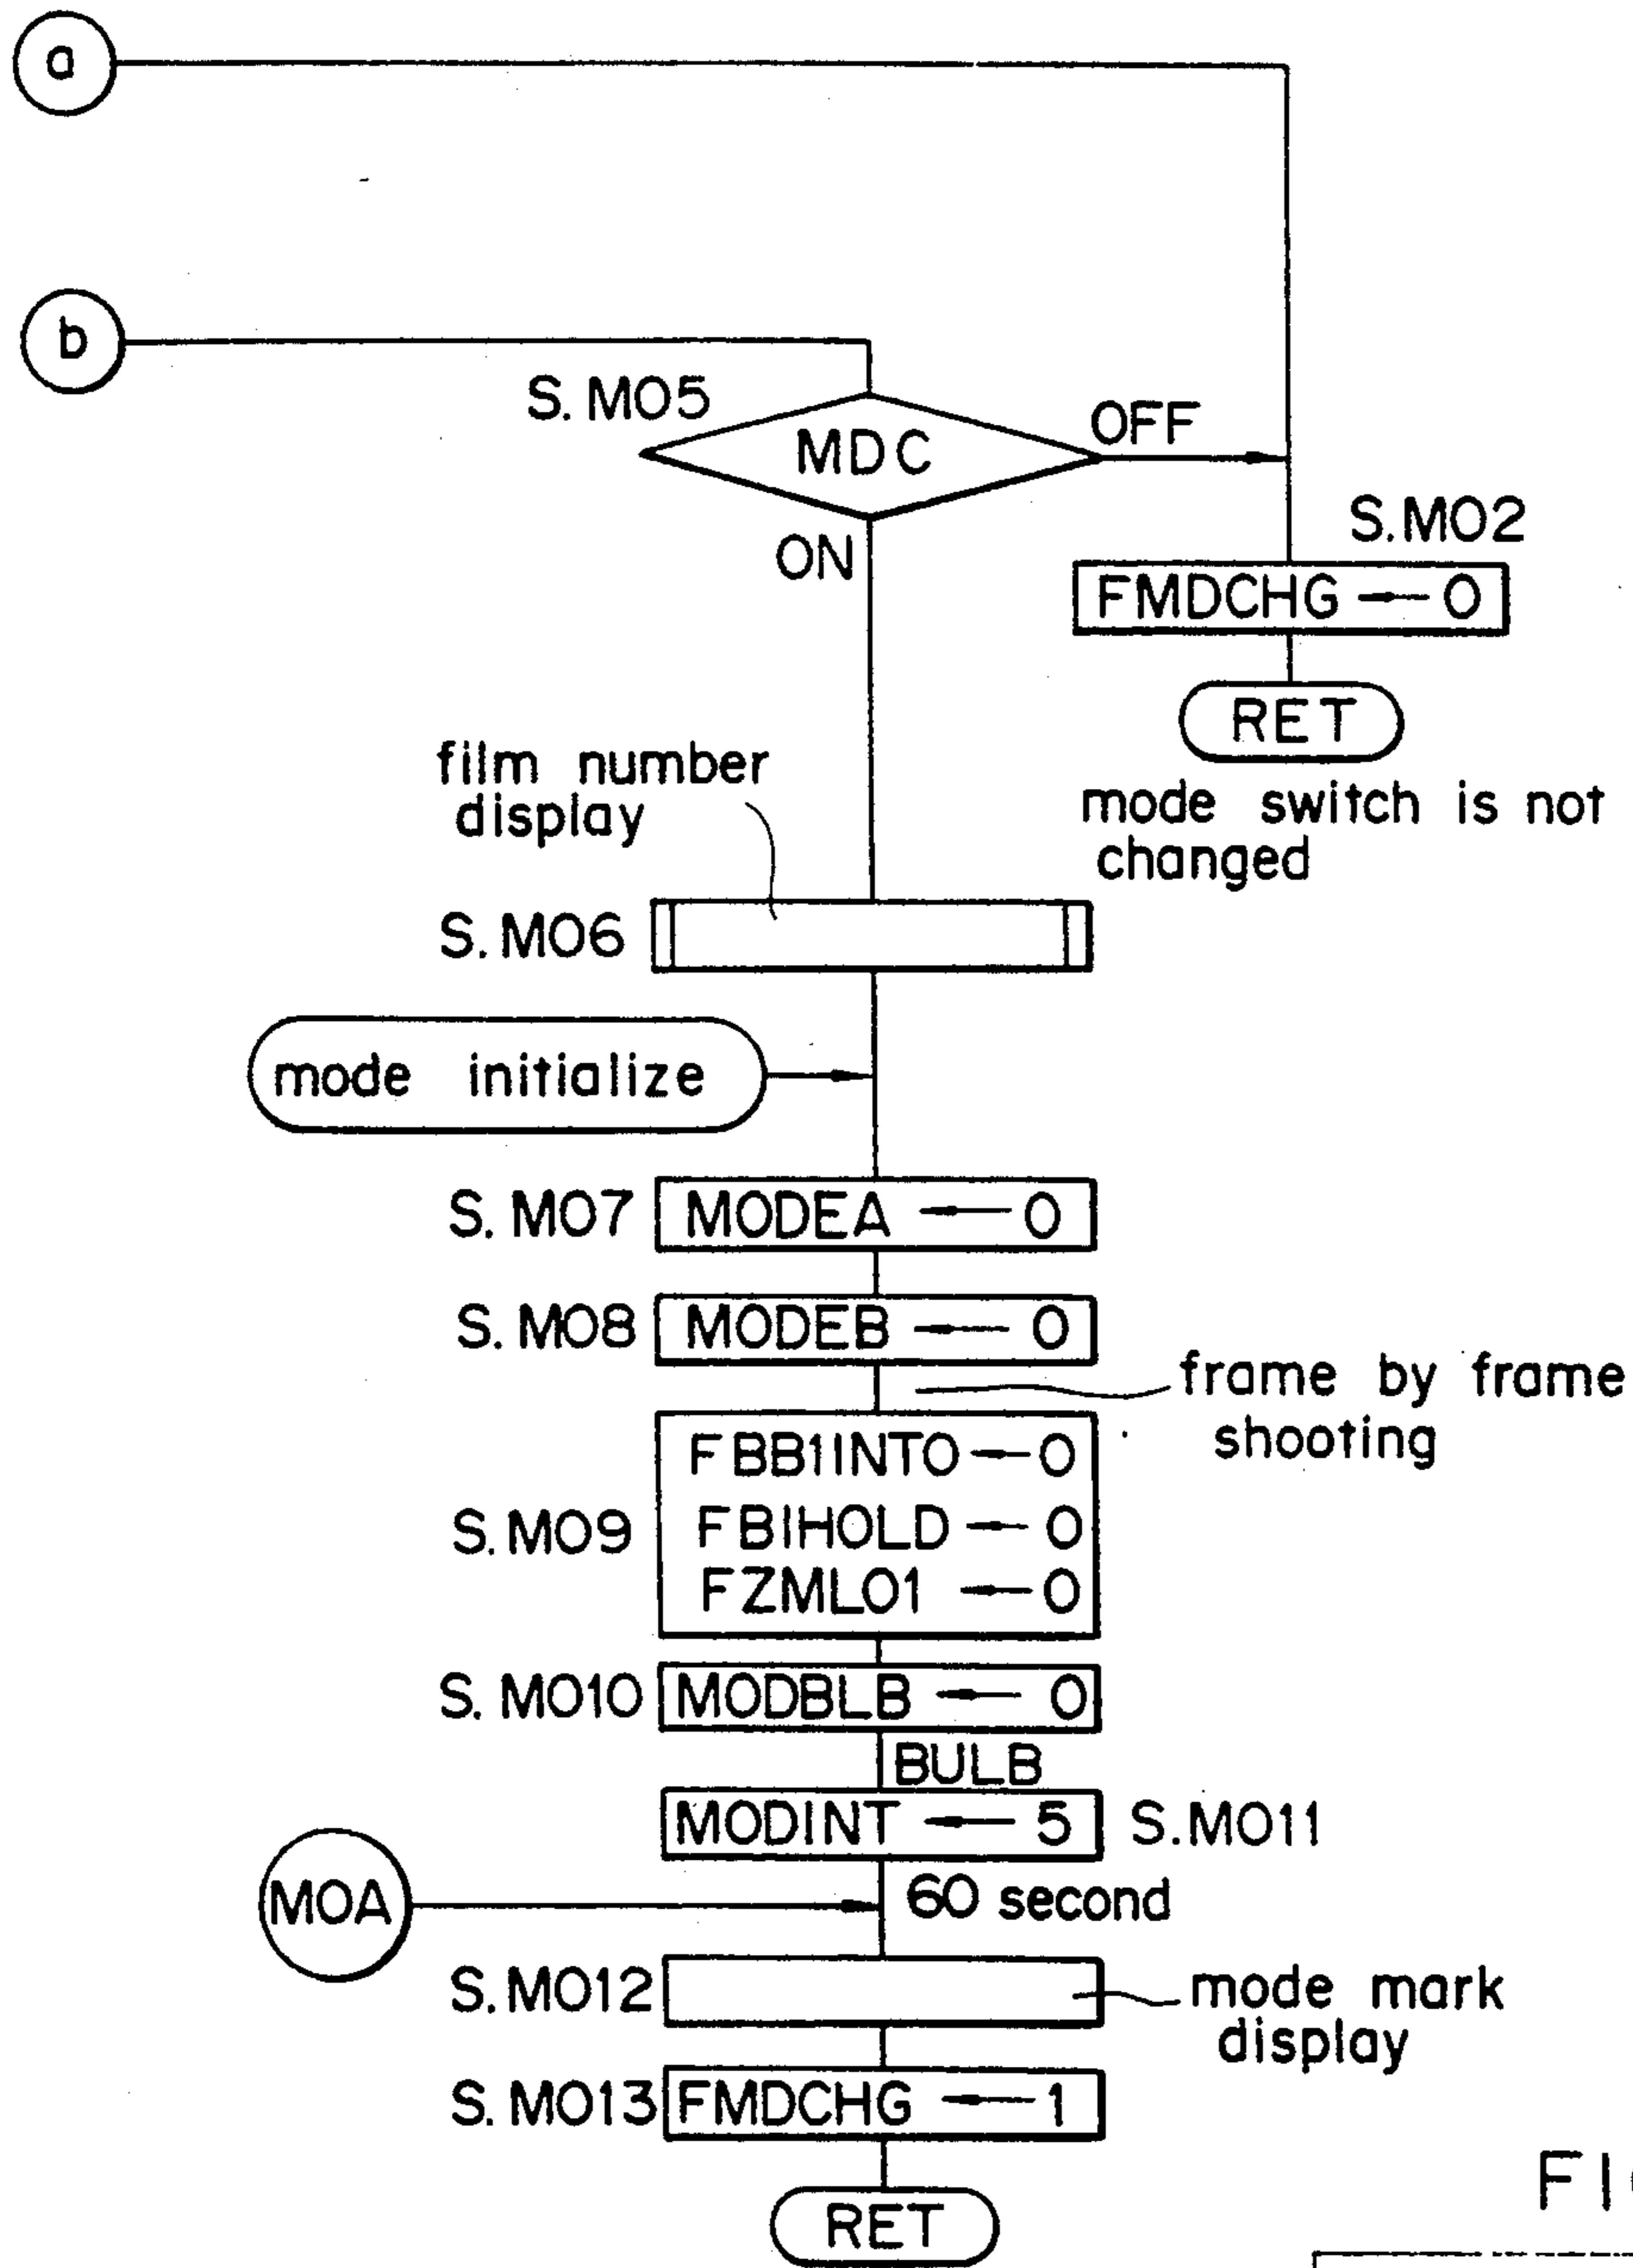 a
b
S. M05
MDC
OFF
ON
S.M02
FMDCHG ← 0
RET
mode switch is not
changed
film number
display
S. M06
mode initialize
S. M07
MODEA ← 0
S. M08
MODEB ← 0
frame by frame
shooting
S. M09
FBB1INT0 ← 0
FBIHOLD ← 0
FZML01 ← 0
S. M010
MODBLB ← 0
BULB
MODINT ← 5
S.M011
MOA
60 second
S. M012
mode mark
display
S. M013
FMDCHG ← 1
RET